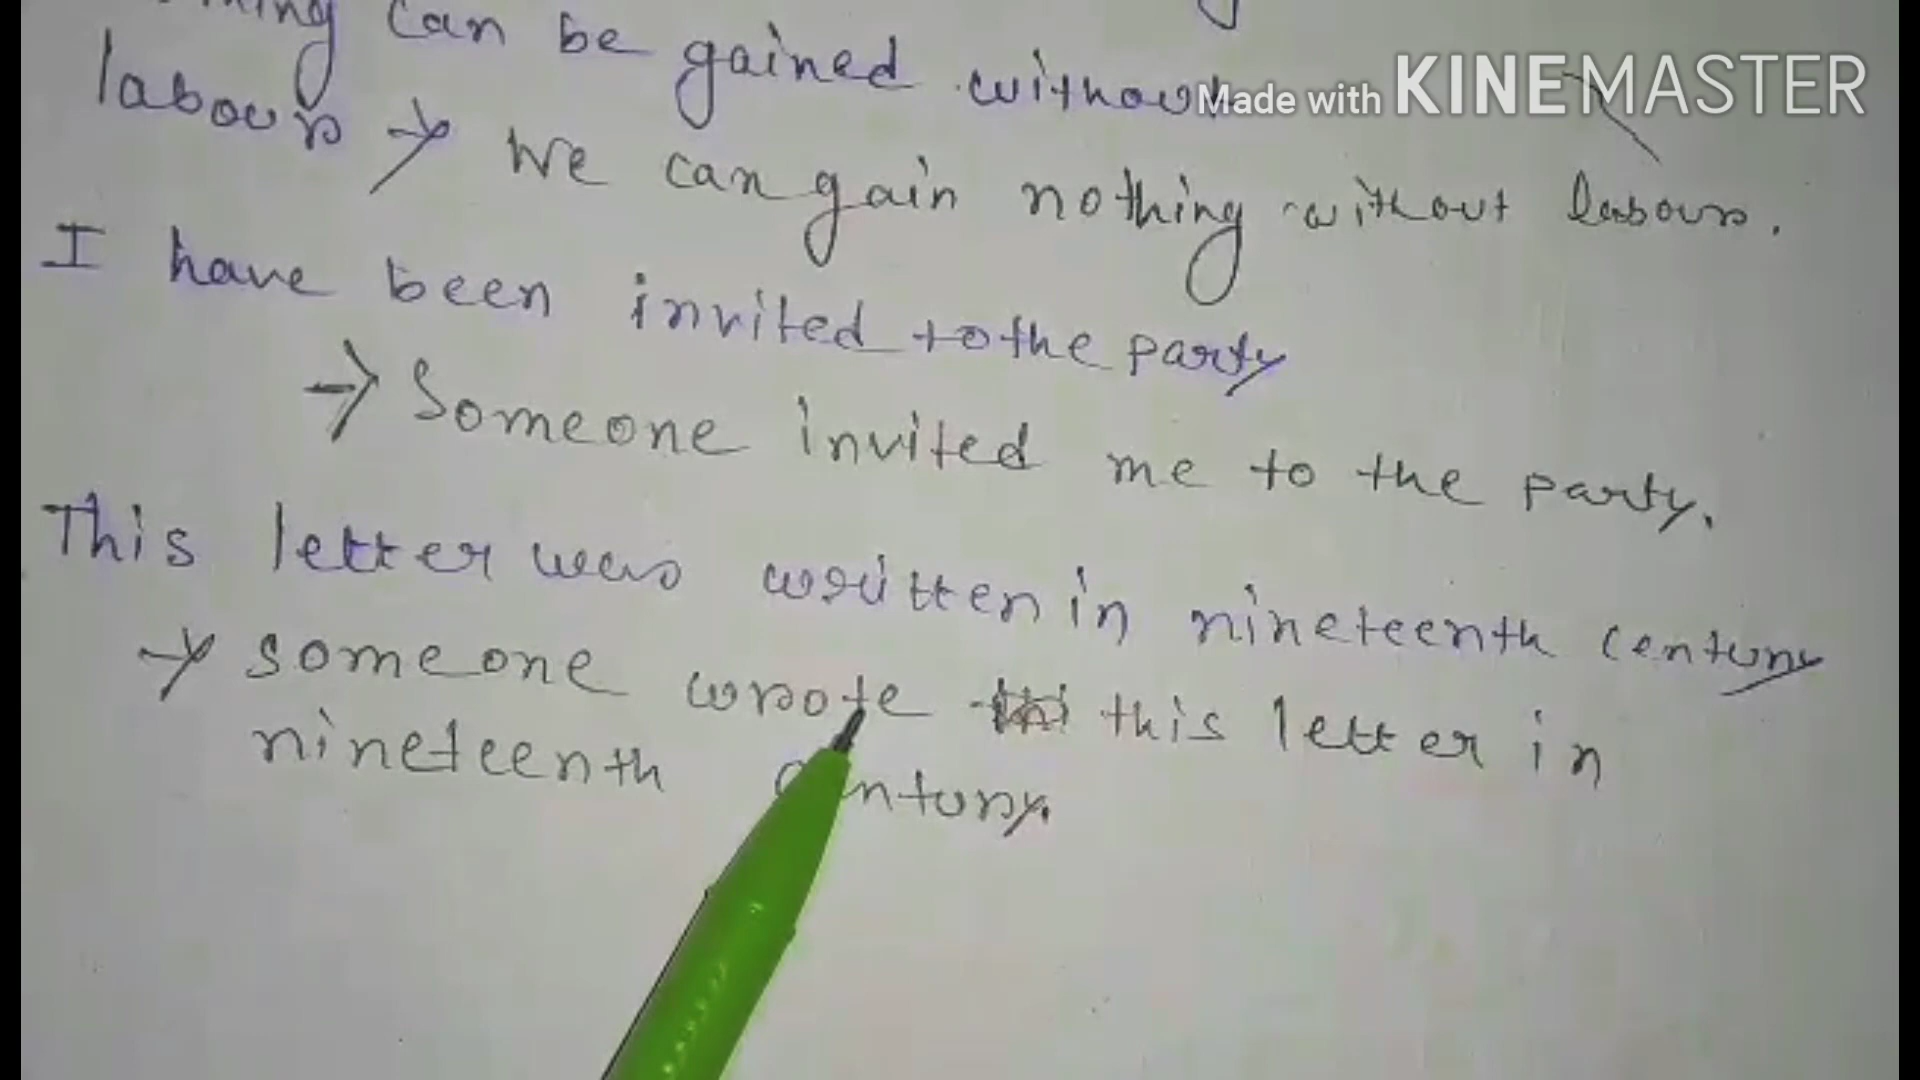 can be gained without
Made with KINEMASTER
labour → We can gain nothing without labour.
I have been invited to the party
→ Someone invited me to the party.
This letter was written in nineteenth century
→ someone wrote this letter in
nineteenth century.